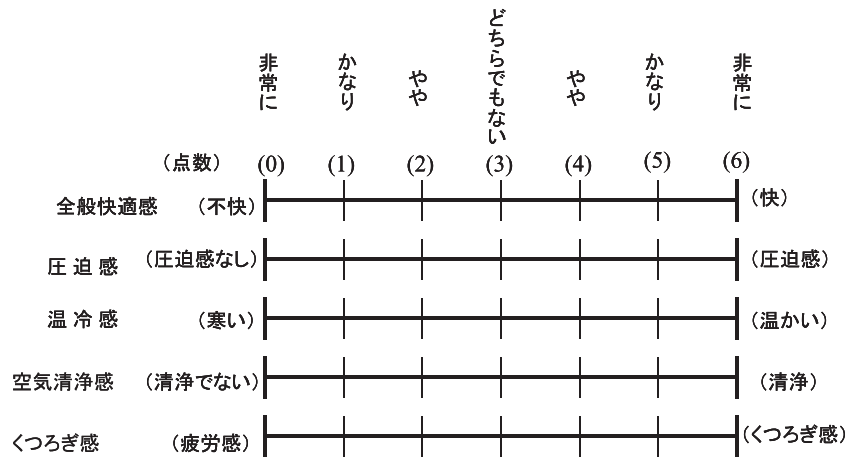 非常に かなり やや どちらでもない やや かなり 非常に
(点数) (0) (1) (2) (3) (4) (5) (6)
全般快適感 (不快) (快)
圧迫感 (圧迫感なし) (圧迫感)
温冷感 (寒い) (温かい)
空気清浄感 (清浄でない) (清浄)
くつろぎ感 (疲労感) (くつろぎ感)